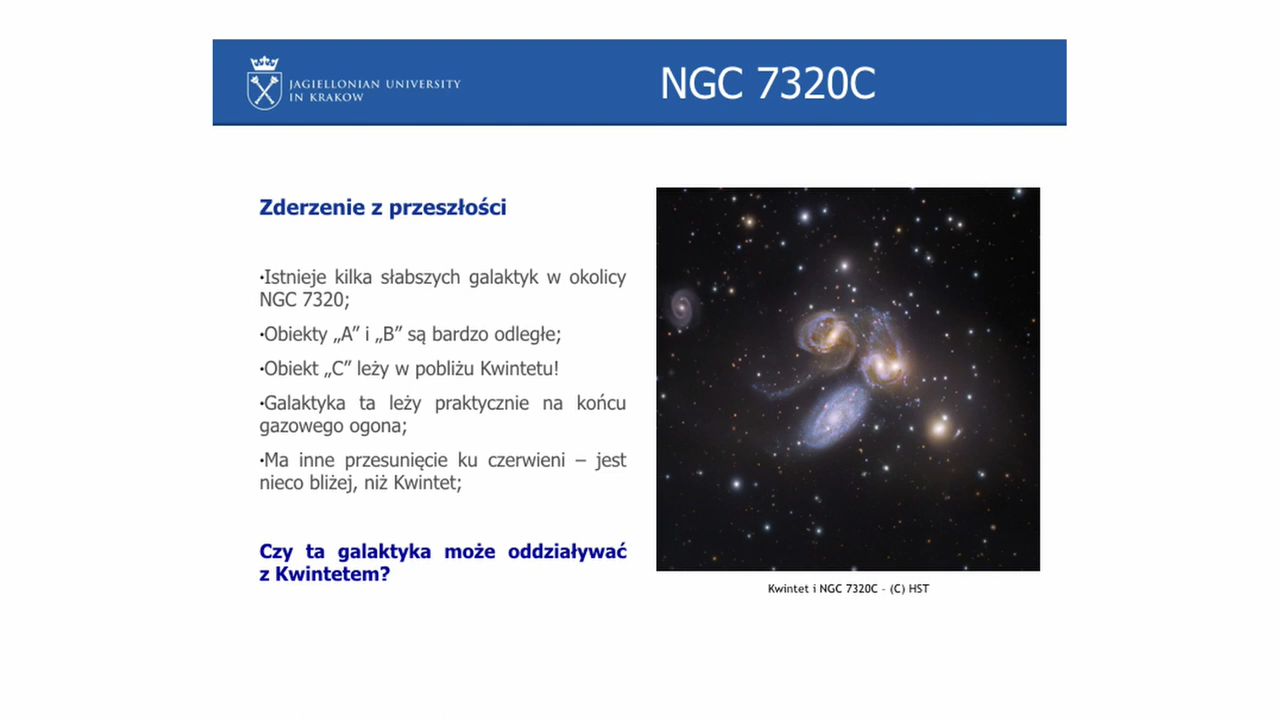 JAGIELLONIAN UNIVERSITY
IN KRAKOW
NGC 7320C
Zderzenie z przeszłości
•Istnieje kilka słabszych galaktyk w okolicy
NGC 7320;
•Obiekty „A” i „B” są bardzo odległe;
•Obiekt „C” leży w pobliżu Kwintetu!
•Galaktyka ta leży praktycznie na końcu
gazowego ogona;
•Ma inne przesunięcie ku czerwieni – jest
nieco bliżej, niż Kwintet;
Czy ta galaktyka może oddziaływać
z Kwintetem?
Kwintet i NGC 7320C - (C) HST